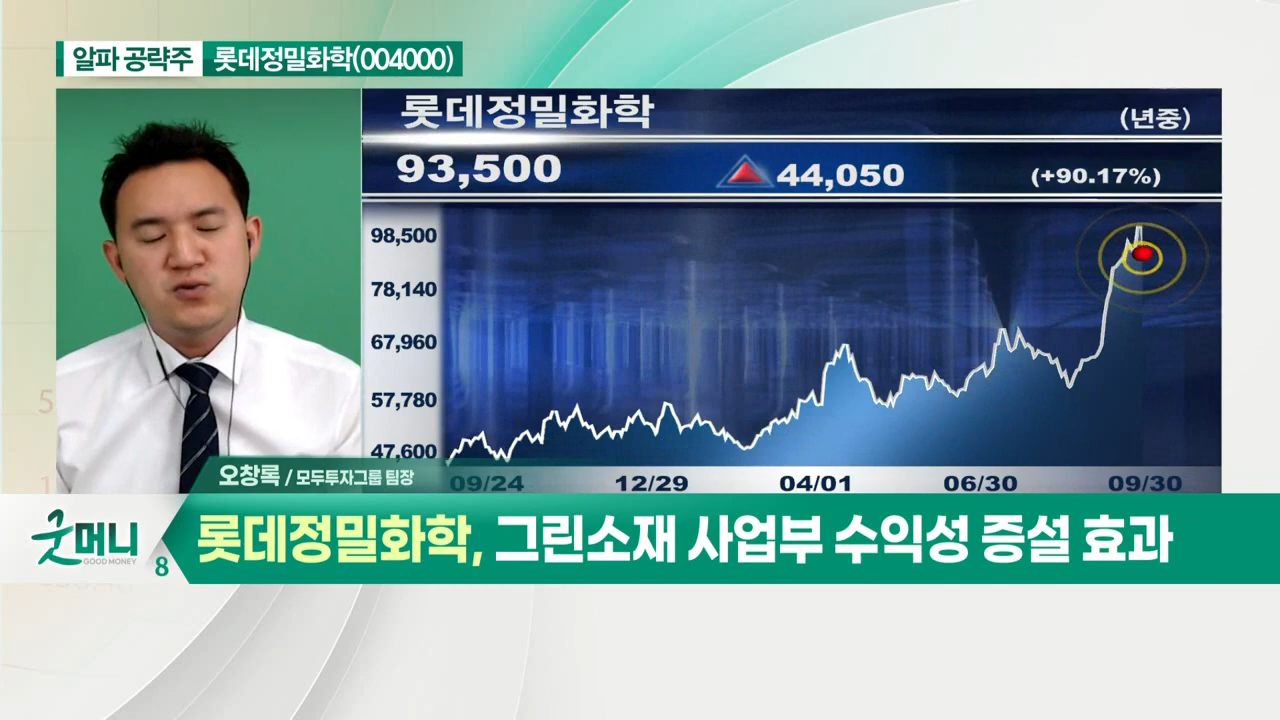 알파 공략주 롯데정밀화학(004000)
롯데정밀화학 (년중)
93,500 44,050 (+90.17%)
98,500
78,140
67,960
57,780
47,600
09/24 12/29 04/01 06/30 09/30
오창록 / 모두투자그룹 팀장
굿머니
GOOD MONEY
8
롯데정밀화학, 그린소재 사업부 수익성 증설 효과
5
1